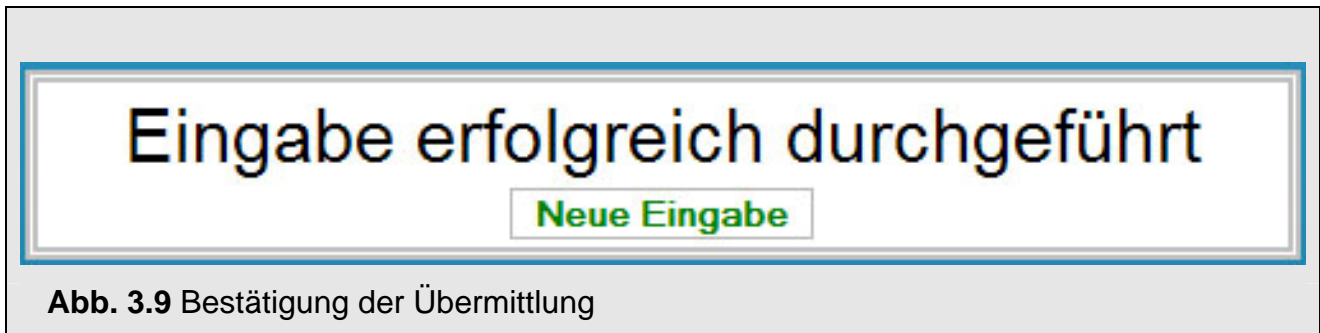 Eingabe erfolgreich durchgeführt
Neue Eingabe
Abb. 3.9 Bestätigung der Übermittlung